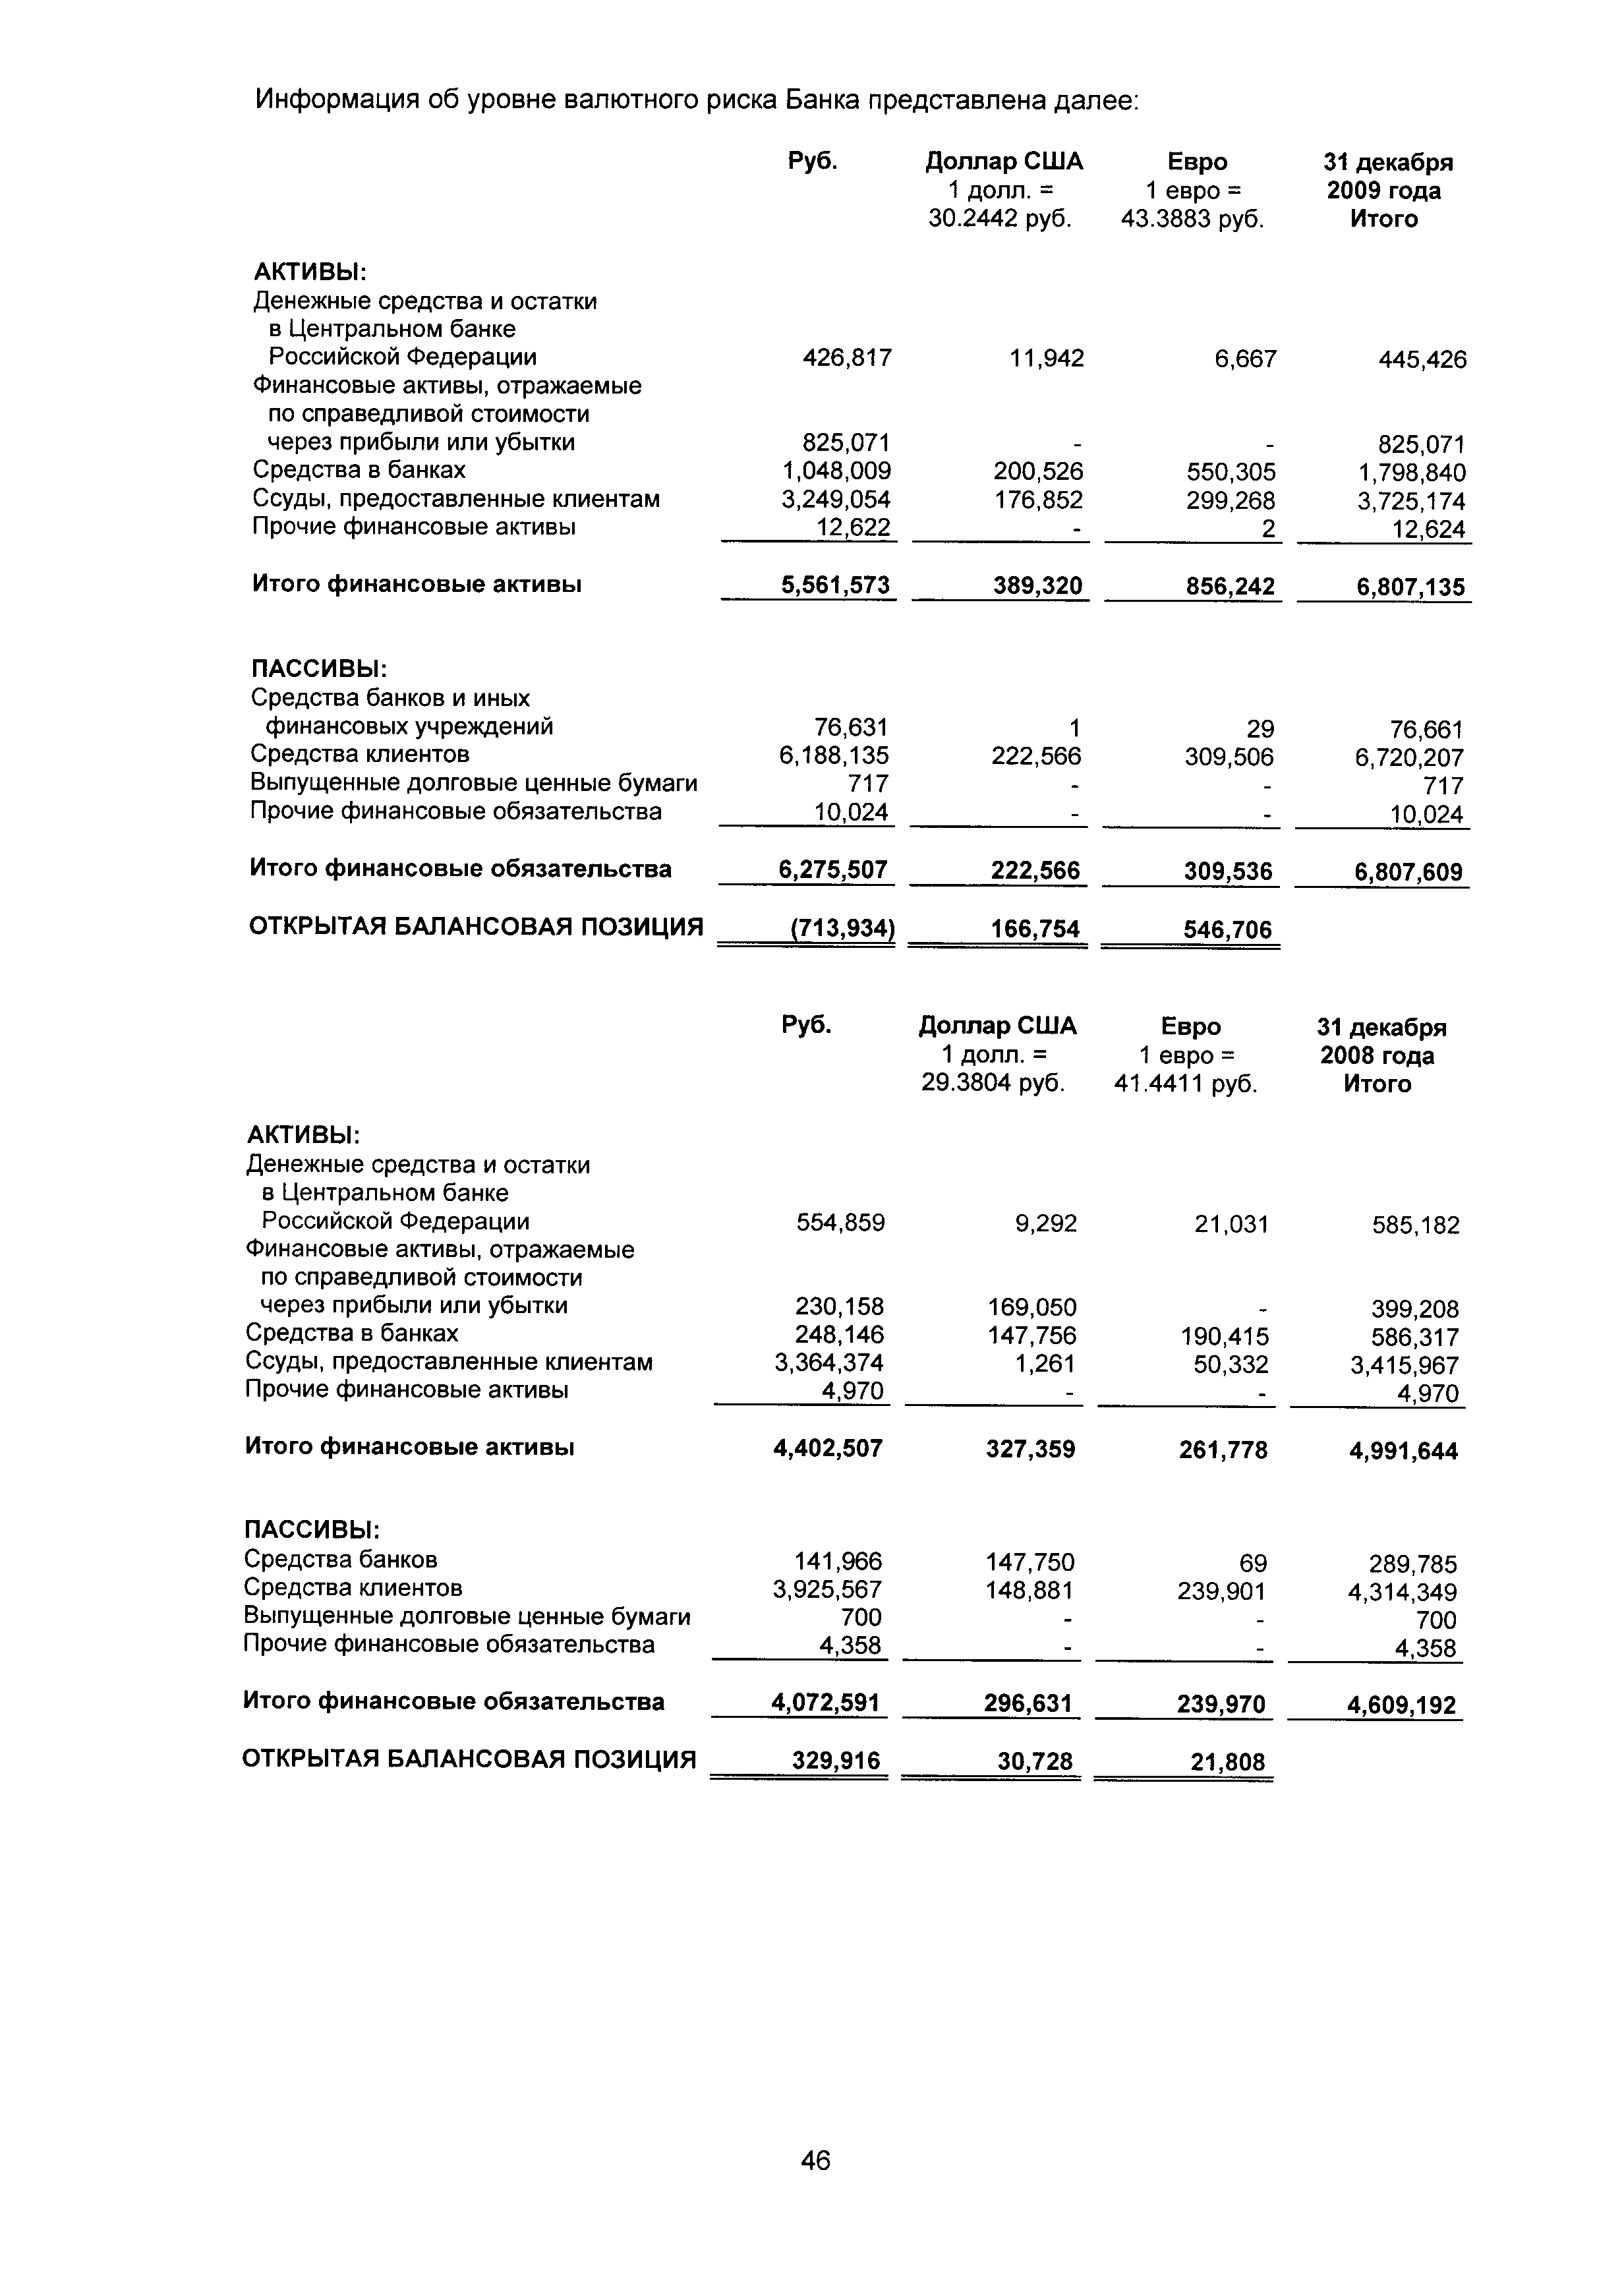 Информация об уровне валютного риска Банка представлена далее:
Руб. Доллар США Евро 31 декабря
1 долл. = 1 евро = 2009 года
30.2442 руб. 43.3883 руб. Итого
АКТИВЫ:
Денежные средства и остатки
в Центральном банке
Российской Федерации 426,817 11,942 6,667 445,426
Финансовые активы, отражаемые
по справедливой стоимости
через прибыли или убытки 825,071 - - 825,071
Средства в банках 1,048,009 200,526 550,305 1,798,840
Ссуды, предоставленные клиентам 3,249,054 176,852 299,268 3,725,174
Прочие финансовые активы 12,622 - 2 12,624
Итого финансовые активы 5,561,573 389,320 856,242 6,807,135
ПАССИВЫ:
Средства банков и иных
финансовых учреждений 76,631 1 29 76,661
Средства клиентов 6,188,135 222,566 309,506 6,720,207
Выпущенные долговые ценные бумаги 717 - - 717
Прочие финансовые обязательства 10,024 - - 10,024
Итого финансовые обязательства 6,275,507 222,566 309,536 6,807,609
ОТКРЫТАЯ БАЛАНСОВАЯ ПОЗИЦИЯ (713,934) 166,754 546,706
Руб. Доллар США Евро 31 декабря
1 долл. = 1 евро = 2008 года
29.3804 руб. 41.4411 руб. Итого
АКТИВЫ:
Денежные средства и остатки
в Центральном банке
Российской Федерации 554,859 9,292 21,031 585,182
Финансовые активы, отражаемые
по справедливой стоимости
через прибыли или убытки 230,158 169,050 - 399,208
Средства в банках 248,146 147,756 190,415 586,317
Ссуды, предоставленные клиентам 3,364,374 1,261 50,332 3,415,967
Прочие финансовые активы 4,970 - - 4,970
Итого финансовые активы 4,402,507 327,359 261,778 4,991,644
ПАССИВЫ:
Средства банков 141,966 147,750 69 289,785
Средства клиентов 3,925,567 148,881 239,901 4,314,349
Выпущенные долговые ценные бумаги 700 - - 700
Прочие финансовые обязательства 4,358 - - 4,358
Итого финансовые обязательства 4,072,591 296,631 239,970 4,609,192
ОТКРЫТАЯ БАЛАНСОВАЯ ПОЗИЦИЯ 329,916 30,728 21,808
46